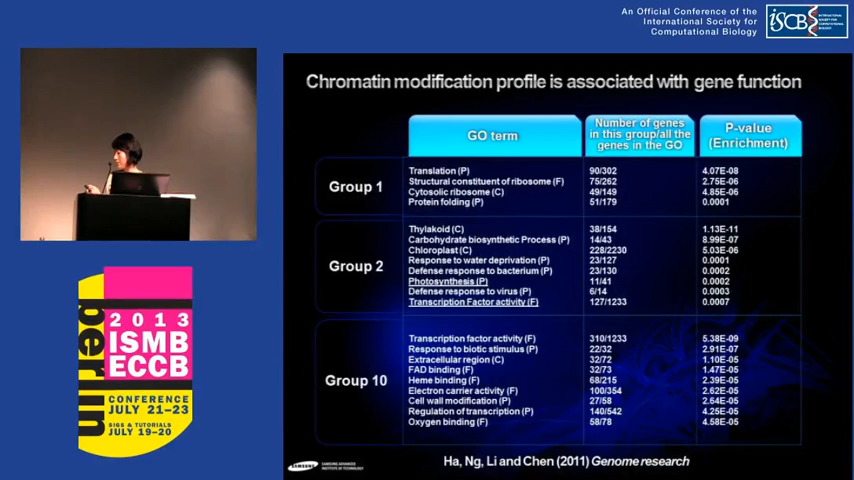 An Official Conference of the
International Society for
Computational Biology
ISCB
INTERNATIONAL
SOCIETY FOR
COMPUTATIONAL
BIOLOGY
Chromatin modification profile is associated with gene function
GO term
Number of genes in this group/all the genes in the GO
P-value (Enrichment)
Group 1
Translation (P) 90/302 4.07E-08
Structural constituent of ribosome (F) 75/262 2.75E-06
Cytosolic ribosome (C) 49/149 4.85E-06
Protein folding (P) 51/179 0.0001
Group 2
Thylakoid (C) 38/154 1.13E-11
Carbohydrate biosynthetic Process (P) 14/43 8.99E-07
Chloroplast (C) 228/2230 5.03E-06
Response to water deprivation (P) 23/127 0.0001
Defense response to bacterium (P) 23/130 0.0002
Photosynthesis (P) 11/41 0.0002
Defense response to virus (P) 6/14 0.0003
Transcription Factor activity (F) 127/1233 0.0007
Group 10
Transcription factor activity (F) 310/1233 5.38E-09
Response to biotic stimulus (P) 22/32 2.91E-07
Extracellular region (C) 32/72 1.10E-05
FAD binding (F) 32/73 1.47E-05
Heme binding (F) 68/215 2.39E-05
Electron carrier activity (F) 100/354 2.62E-05
Cell wall modification (P) 27/58 2.64E-05
Regulation of transcription (P) 140/542 4.25E-05
Oxygen binding (F) 58/78 4.58E-05
SAMSUNG
SAMSUNG ADVANCED
INSTITUTE OF TECHNOLOGY
Ha, Ng, Li and Chen (2011) Genome research
berlin
2013
ISMB
ECCB
CONFERENCE
JULY 21-23
SIGS & TUTORIALS
JULY 19-20